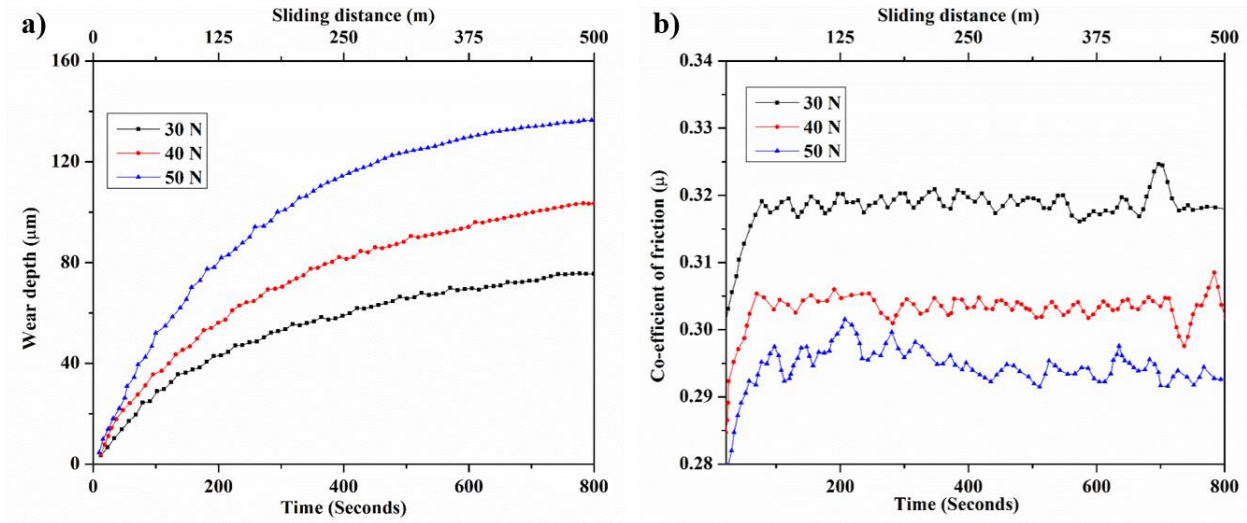 a)
Sliding distance (m)
0 125 250 375 500
160
120
80
40
0
Wear depth (μm)
30 N
40 N
50 N
0 200 400 600 800
Time (Seconds)
b)
Sliding distance (m)
125 250 375 500
0.34
0.33
0.32
0.31
0.30
0.29
0.28
Co-efficient of friction (μ)
30 N
40 N
50 N
200 400 600 800
Time (Seconds)